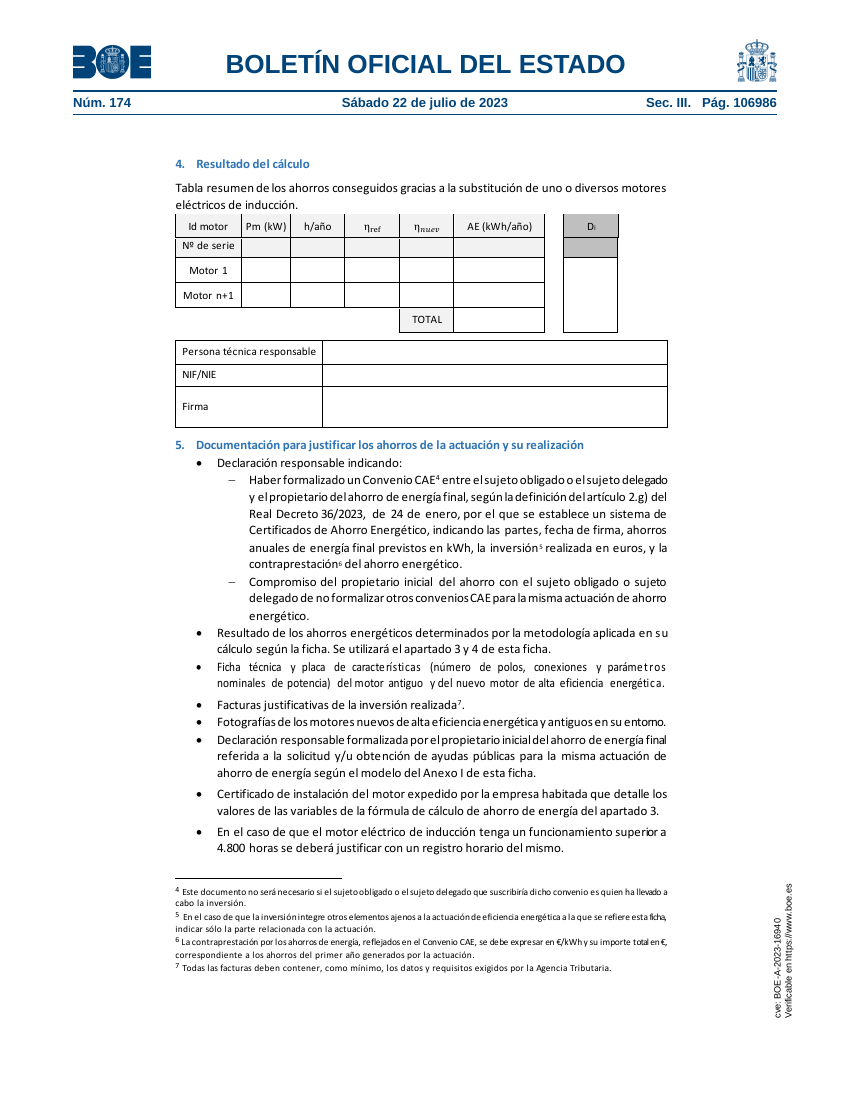 BOE
BOLETÍN OFICIAL DEL ESTADO
Núm. 174 Sábado 22 de julio de 2023 Sec. III. Pág. 106986
4. Resultado del cálculo
Tabla resumen de los ahorros conseguidos gracias a la substitución de uno o diversos motores
eléctricos de inducción.
Id motor Pm (kW) h/año ηref ηnuev AE (kWh/año) Di
Nº de serie
Motor 1
Motor n+1
TOTAL
Persona técnica responsable
NIF/NIE
Firma
5. Documentación para justificar los ahorros de la actuación y su realización
• Declaración responsable indicando:
– Haber formalizado un Convenio CAE⁴ entre el sujeto obligado o el sujeto delegado
y el propietario del ahorro de energía final, según la definición del artículo 2.g) del
Real Decreto 36/2023, de 24 de enero, por el que se establece un sistema de
Certificados de Ahorro Energético, indicando las partes, fecha de firma, ahorros
anuales de energía final previstos en kWh, la inversión⁵ realizada en euros, y la
contraprestación⁶ del ahorro energético.
– Compromiso del propietario inicial del ahorro con el sujeto obligado o sujeto
delegado de no formalizar otros convenios CAE para la misma actuación de ahorro
energético.
• Resultado de los ahorros energéticos determinados por la metodología aplicada en su
cálculo según la ficha. Se utilizará el apartado 3 y 4 de esta ficha.
• Ficha técnica y placa de características (número de polos, conexiones y parámetros
nominales de potencia) del motor antiguo y del nuevo motor de alta eficiencia energética.
• Facturas justificativas de la inversión realizada⁷.
• Fotografías de los motores nuevos de alta eficiencia energética y antiguos en su entorno.
• Declaración responsable formalizada por el propietario inicial del ahorro de energía final
referida a la solicitud y/u obtención de ayudas públicas para la misma actuación de
ahorro de energía según el modelo del Anexo I de esta ficha.
• Certificado de instalación del motor expedido por la empresa habitada que detalle los
valores de las variables de la fórmula de cálculo de ahorro de energía del apartado 3.
• En el caso de que el motor eléctrico de inducción tenga un funcionamiento superior a
4.800 horas se deberá justificar con un registro horario del mismo.
⁴ Este documento no será necesario si el sujeto obligado o el sujeto delegado que suscribiría dicho convenio es quien ha llevado a
cabo la inversión.
⁵ En el caso de que la inversión integre otros elementos ajenos a la actuación de eficiencia energética a la que se refiere esta ficha,
indicar sólo la parte relacionada con la actuación.
⁶ La contraprestación por los ahorros de energía, reflejados en el Convenio CAE, se debe expresar en €/kWh y su importe total en €,
correspondiente a los ahorros del primer año generados por la actuación.
⁷ Todas las facturas deben contener, como mínimo, los datos y requisitos exigidos por la Agencia Tributaria.
cve: BOE-A-2023-16940
Verificable en https://www.boe.es